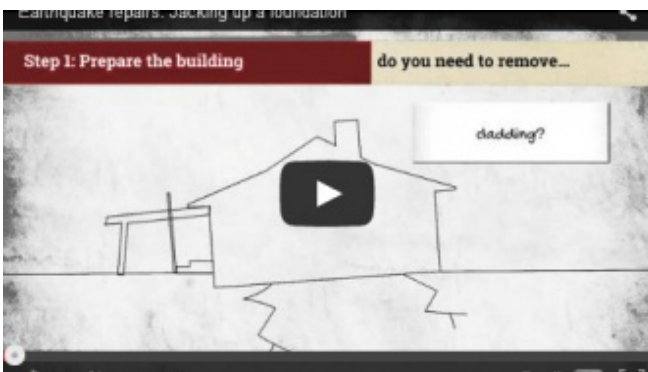 Earthquake repairs: Jacking up a foundation
Step 1: Prepare the building
do you need to remove...
cladding?